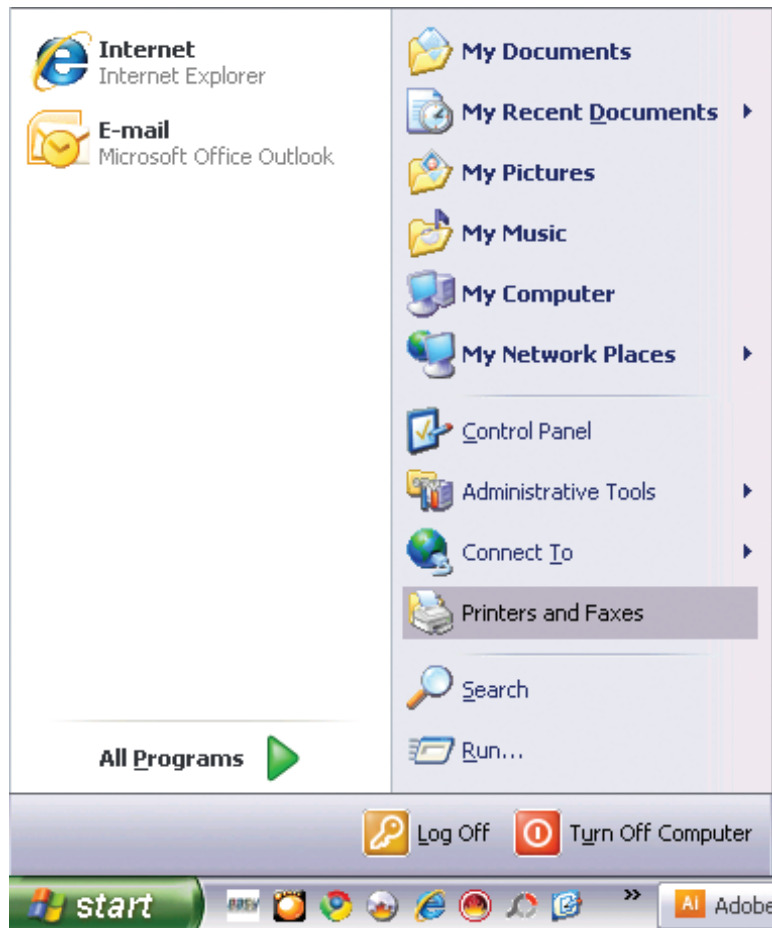 Internet
Internet Explorer
E-mail
Microsoft Office Outlook
All Programs
My Documents
My Recent Documents
My Pictures
My Music
My Computer
My Network Places
Control Panel
Administrative Tools
Connect To
Printers and Faxes
Search
Run...
Log Off
Turn Off Computer
start
»
Ai Adobe